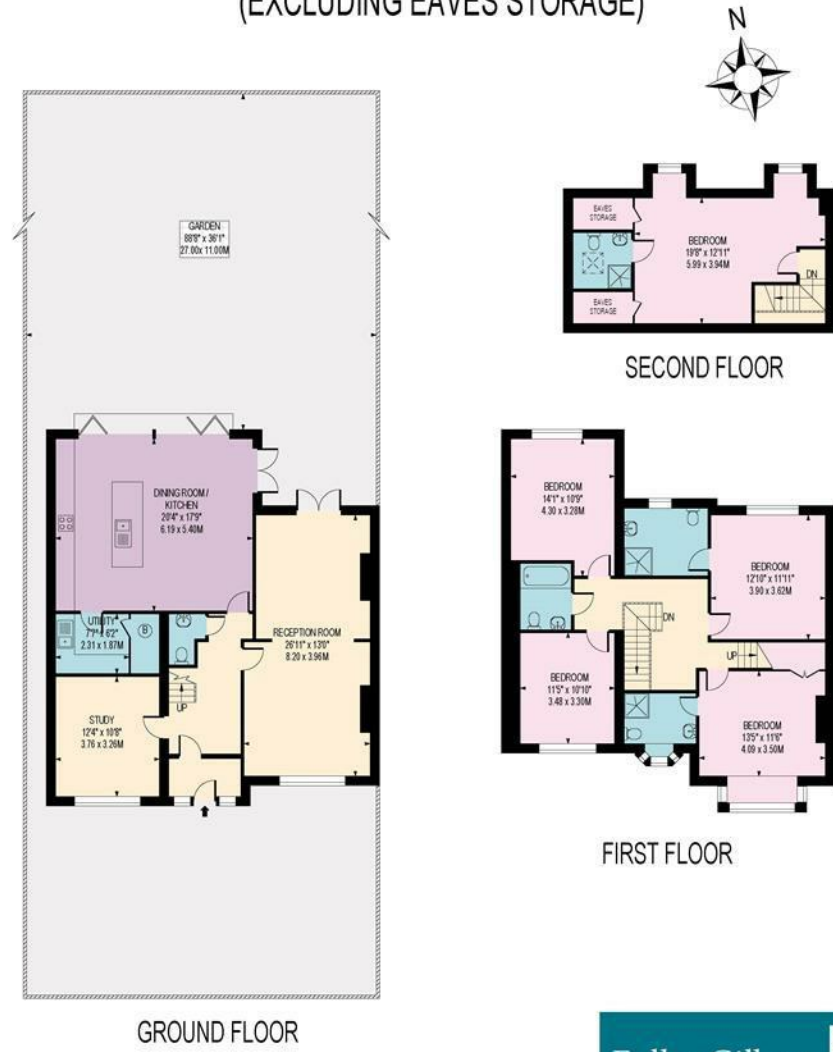 (EXCLUDING EAVES STORAGE)
N
GARDEN
88'8" x 36'1"
27.00x 11.00M
EAVES
STORAGE
BEDROOM
19'8" x 12'11"
5.99 x 3.94M
DN
EAVES
STORAGE
SECOND FLOOR
DINING ROOM /
KITCHEN
20'4" x 17'9"
6.19 x 5.40M
UTILITY
7'7" x 6'2"
2.31 x 1.87M
B
RECEPTION ROOM
26'11" x 13'0"
8.20 x 3.96M
STUDY
12'4" x 10'8"
3.76 x 3.26M
UP
GROUND FLOOR
BEDROOM
14'1" x 10'9"
4.30 x 3.28M
BEDROOM
12'10" x 11'11"
3.90 x 3.62M
DN
UP
BEDROOM
11'5" x 10'10"
3.48 x 3.30M
BEDROOM
13'5" x 11'6"
4.09 x 3.50M
FIRST FLOOR